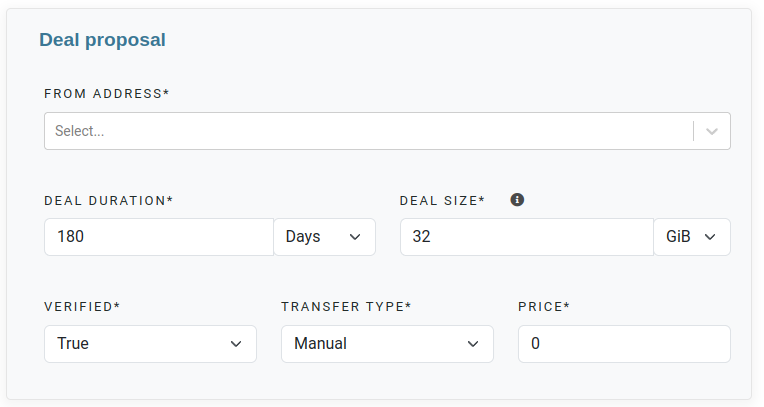 Deal proposal
FROM ADDRESS*
Select...
DEAL DURATION* DEAL SIZE*
180 Days 32 GiB
VERIFIED* TRANSFER TYPE* PRICE*
True Manual 0